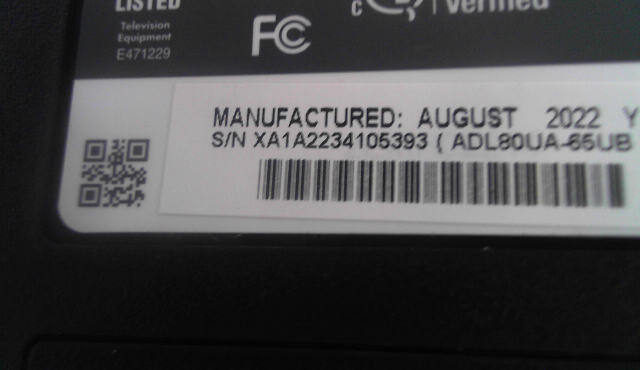 LISTED
Television
Equipment
E471229
FC
c
Verified
MANUFACTURED: AUGUST 2022 Y
S/N XA1A2234105393 ( ADL80UA-65UB